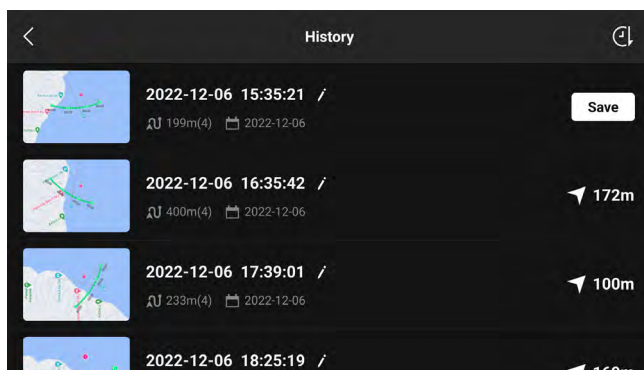 History
2022-12-06 15:35:21
199m(4) 2022-12-06
Save
2022-12-06 16:35:42
400m(4) 2022-12-06
172m
2022-12-06 17:39:01
233m(4) 2022-12-06
100m
2022-12-06 18:25:19